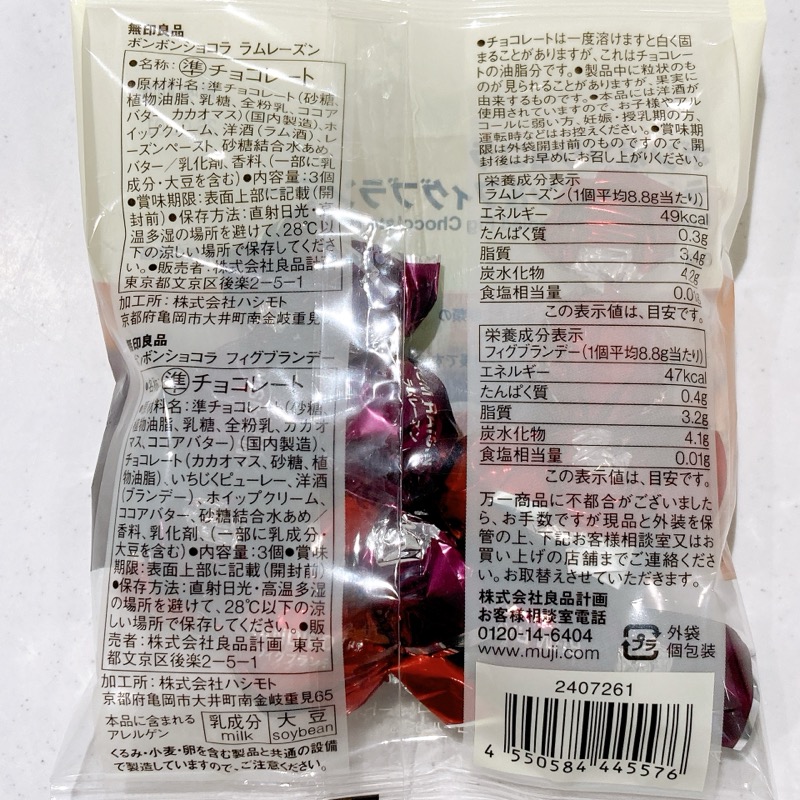 無印良品
ボンボンショコラ ラムレーズン
●名称：準チョコレート
●原材料名：準チョコレート（砂糖、
植物油脂、乳糖、全粉乳、ココア
バター、カカオマス）（国内製造）、ホ
イップクリーム、洋酒（ラム酒）、レ
ーズンペースト、砂糖結合水あめ、
バター／乳化剤、香料、（一部に乳
成分・大豆を含む）●内容量：3個
●賞味期限：表面上部に記載（開
封前）●保存方法：直射日光・高
温多湿の場所を避けて、28℃以
下の涼しい場所で保存してくださ
い。●販売者：株式会社良品計画
東京都文京区後楽2−5−1
加工所：株式会社ハシモト
京都府亀岡市大井町南金岐重見
無印良品
ボンボンショコラ フィグブランデー
準チョコレート
材料名：準チョコレート（砂糖、
植物油脂、乳糖、全粉乳、カカオ
マス、ココアバター）（国内製造）、
チョコレート（カカオマス、砂糖、植
物油脂）、いちじくピューレー、洋酒
（ブランデー）、ホイップクリーム、
ココアバター、砂糖結合水あめ／
香料、乳化剤、（一部に乳成分・
大豆を含む）●内容量：3個●賞味
期限：表面上部に記載（開封前）
●保存方法：直射日光・高温多湿
の場所を避けて、28℃以下の涼し
い場所で保存してください。●販
売者：株式会社良品計画 東京
都文京区後楽2−5−1
加工所：株式会社ハシモト
京都府亀岡市大井町南金岐重見65
本品に含まれる
アレルゲン
乳成分 大豆
milk soybean
くるみ・小麦・卵を含む製品と共通の設備
で製造していますので、ご注意ください。
●チョコレートは一度溶けますと白く固
まることがありますが、これはチョコレー
トの油脂分です。●製品中に粒状のも
のが見られることがありますが、果実に
由来するものです。●本品には洋酒が
使用されていますので、お子様やアル
コールに弱い方、妊娠・授乳期の方、
運転時などはお控えください。●賞味期
限は外袋開封前のものですので、開
封後はお早めにお召し上がりください。
栄養成分表示
ラムレーズン（1個平均8.8g当たり）
エネルギー 49kcal
たんぱく質 0.3g
脂質 3.4g
炭水化物 4.2g
食塩相当量
この表示値は、目安です。
栄養成分表示
フィグブランデー（1個平均8.8g当たり）
エネルギー 47kcal
たんぱく質 0.4g
脂質 3.2g
炭水化物 4.1g
食塩相当量 0.01g
この表示値は、目安です。
万一商品に不都合がございました
ら、お手数ですが現品と外装を保
管の上、下記お客様相談室又はお
買い上げの店舗までご連絡くださ
い。お取替えさせていただきます。
株式会社良品計画
お客様相談室電話
0120-14-6404
www.muji.com
プラ
外袋
個包装
2407261
4 550584 445576